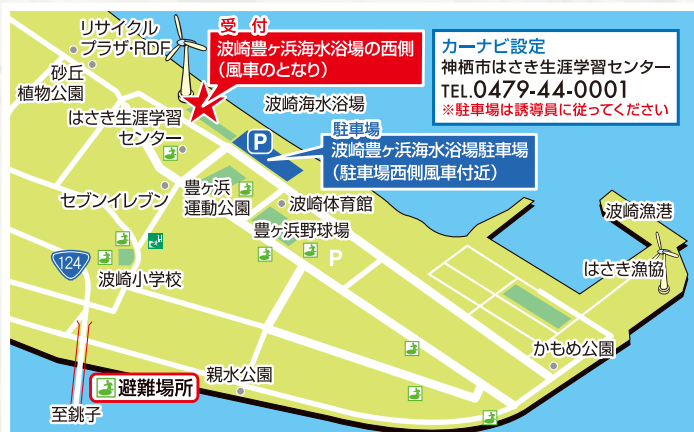 リサイクル
プラザ・RDF
砂丘
植物公園
受 付
波崎豊ヶ浜海水浴場の西側
（風車のとなり）
カーナビ設定
神栖市はさき生涯学習センター
TEL.0479-44-0001
※駐車場は誘導員に従ってください
波崎海水浴場
はさき生涯学習
センター
P
駐車場
波崎豊ヶ浜海水浴場駐車場
（駐車場西側風車付近）
セブンイレブン
豊ヶ浜
運動公園
波崎体育館
豊ヶ浜野球場
P
波崎漁港
はさき漁協
124
波崎小学校
かもめ公園
親水公園
避難場所
至銚子